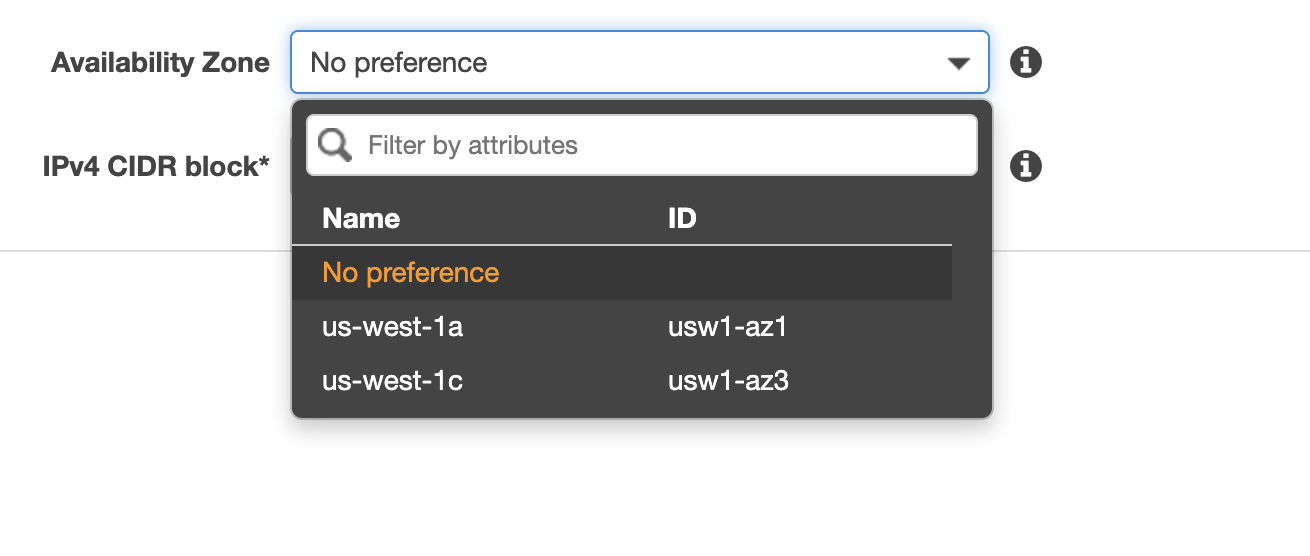 Availability Zone No preference
Filter by attributes
IPv4 CIDR block*
Name ID
No preference
us-west-1a usw1-az1
us-west-1c usw1-az3